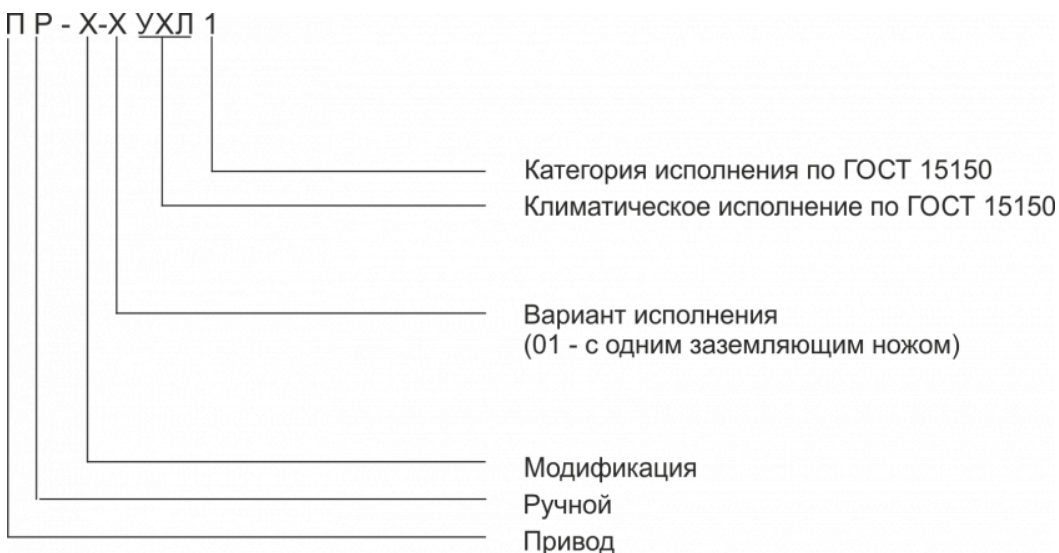 ПР-Х-Х УХЛ 1
Категория исполнения по ГОСТ 15150
Климатическое исполнение по ГОСТ 15150
Вариант исполнения
(01 - с одним заземляющим ножом)
Модификация
Ручной
Привод